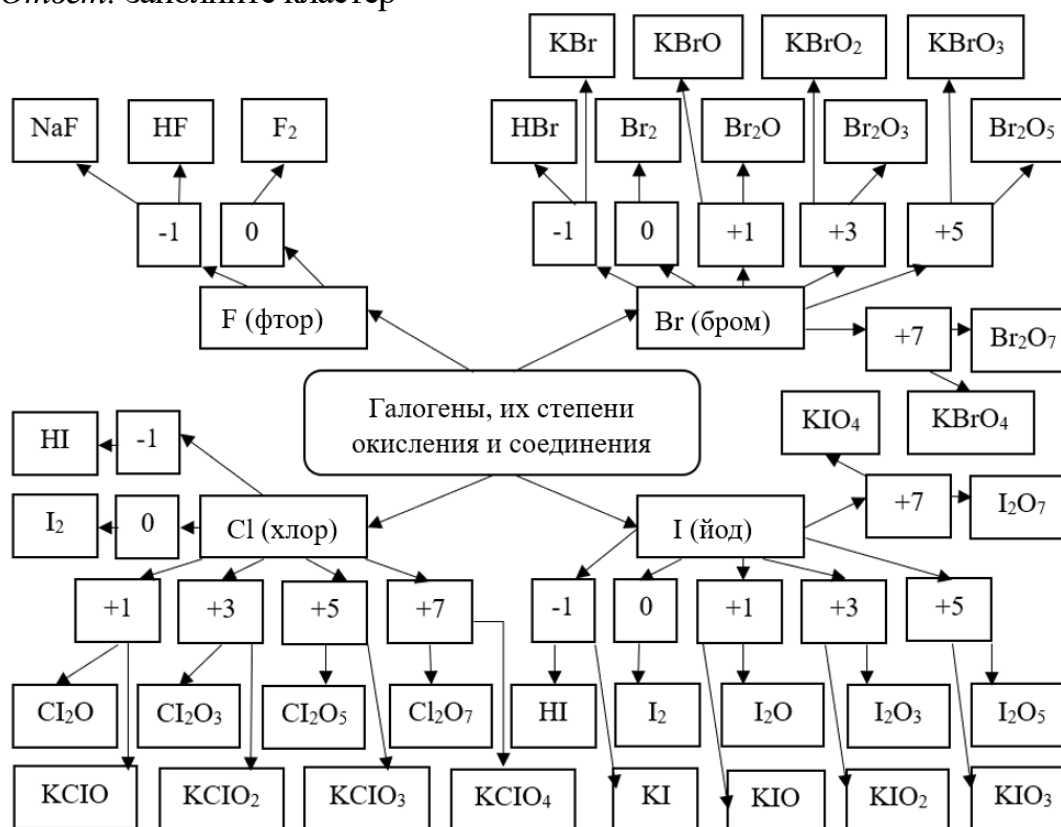 Ответ: Заполните кластер
KBr KBrO KBrO₂ KBrO₃
NaF HF F₂ HBr Br₂ Br₂O Br₂O₃ Br₂O₅
-1 0 -1 0 +1 +3 +5
F (фтор) Br (бром)
+7 Br₂O₇
Галогены, их степени
окисления и соединения
KIO₄ KBrO₄
HI -1
I₂ 0 Cl (хлор) I (йод) +7 I₂O₇
+1 +3 +5 +7 -1 0 +1 +3 +5
CI₂O CI₂O₃ CI₂O₅ Cl₂O₇ HI I₂ I₂O I₂O₃ I₂O₅
KCIO KCIO₂ KCIO₃ KCIO₄ KI KIO KIO₂ KIO₃